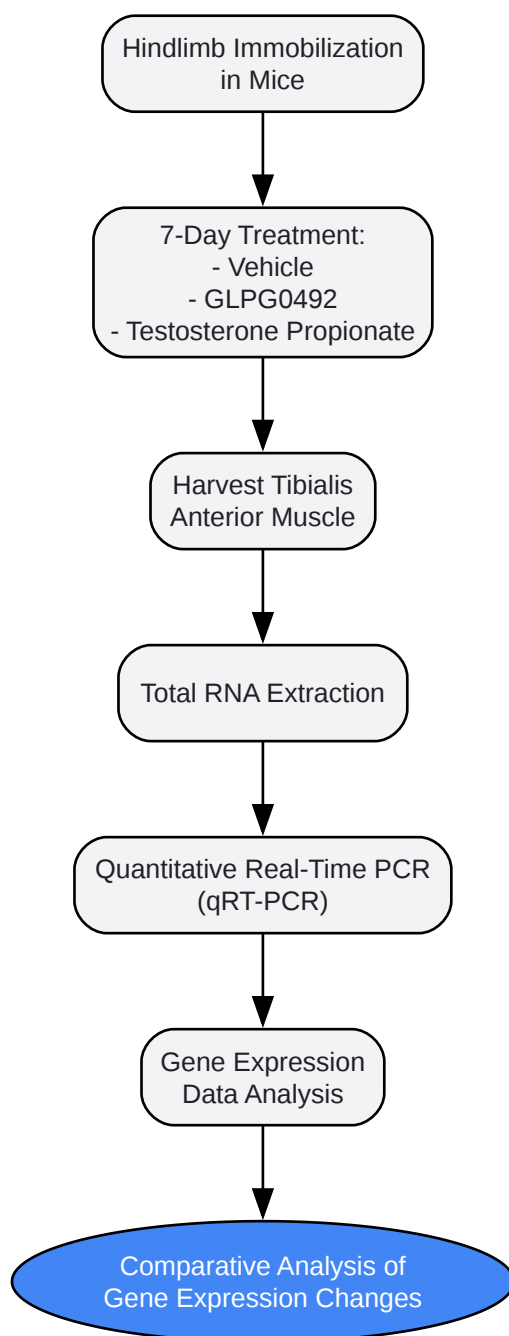 Hindlimb Immobilization
in Mice
7-Day Treatment:
- Vehicle
- GLPG0492
- Testosterone Propionate
Harvest Tibialis
Anterior Muscle
Total RNA Extraction
Quantitative Real-Time PCR
(qRT-PCR)
Gene Expression
Data Analysis
Comparative Analysis of
Gene Expression Changes